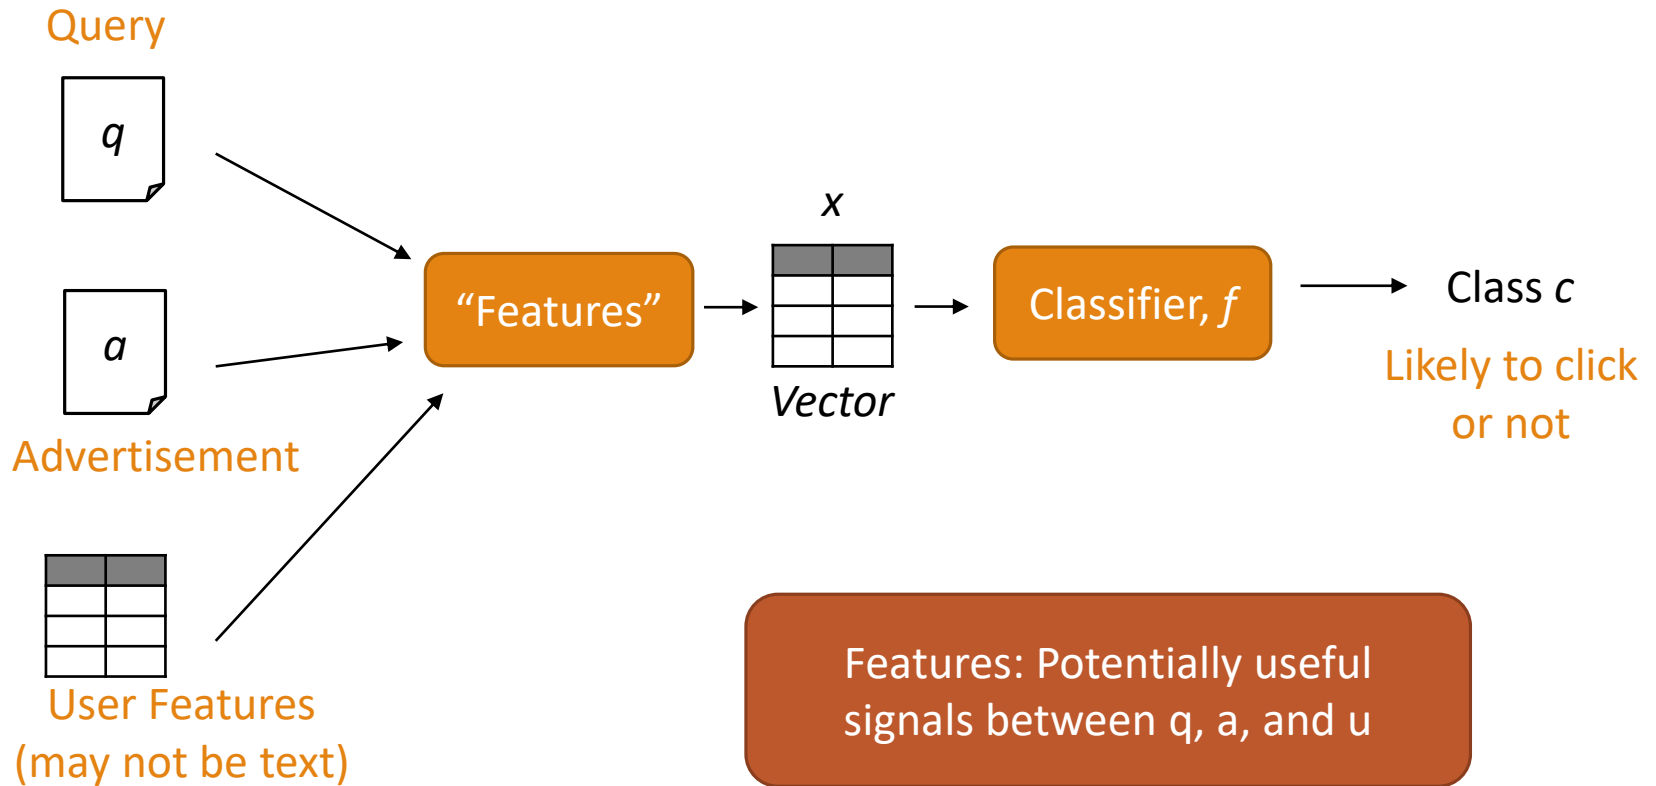 Query
q
a
Advertisement
User Features
(may not be text)
“Features”
x
Vector
Classifier, f
Class c
Likely to click
or not
Features: Potentially useful
signals between q, a, and u